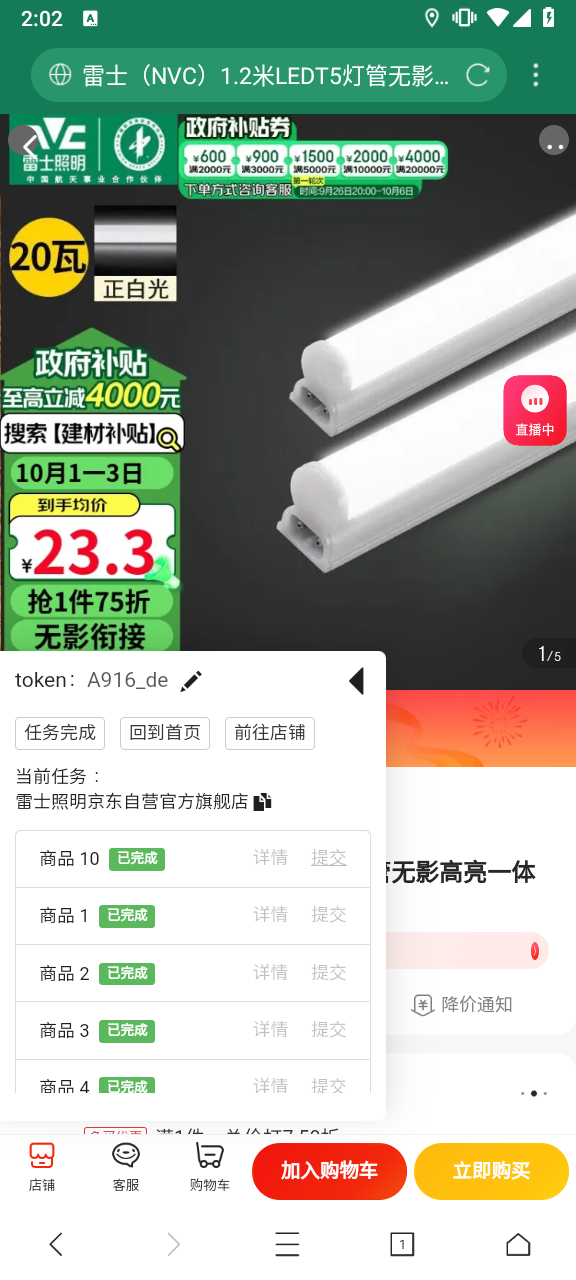 2:02 A
雷士（NVC）1.2米LEDT5灯管无影...
NVC
雷士照明
中国航天事业合作伙伴
政府补贴券
¥600 满2000元
¥900 满3000元
¥1500 满5000元
¥2000 满10000元
¥4000 满20000元
第一轮次
下单方式咨询客服 时间:9月26日20:00-10月6日
20瓦
正白光
政府补贴
至高立减4000元
搜索【建材补贴】
10月1一3日
到手均价
¥23.3
抢1件75折
无影衔接
直播中
1/5
token： A916_de
任务完成 回到首页 前往店铺
当前任务：
雷士照明京东自营官方旗舰店
商品 10 已完成 详情 提交
商品 1 已完成 详情 提交
商品 2 已完成 详情 提交
商品 3 已完成 详情 提交
商品 4 已完成 详情 提交
无影高亮一体
降价通知
店铺 客服 购物车 加入购物车 立即购买
1